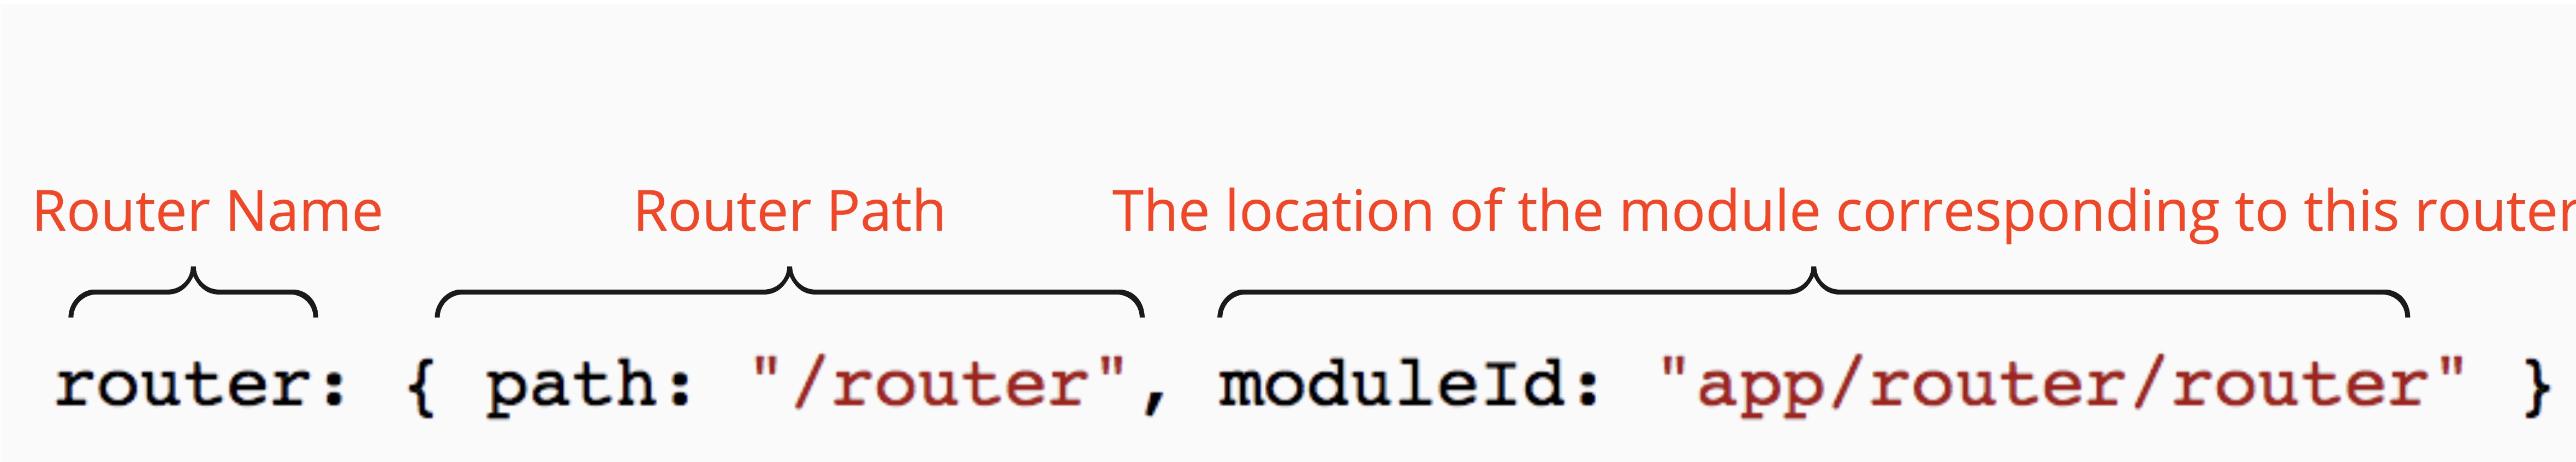 Router Name Router Path The location of the module corresponding to this router
router: { path: "/router", moduleId: "app/router/router" }